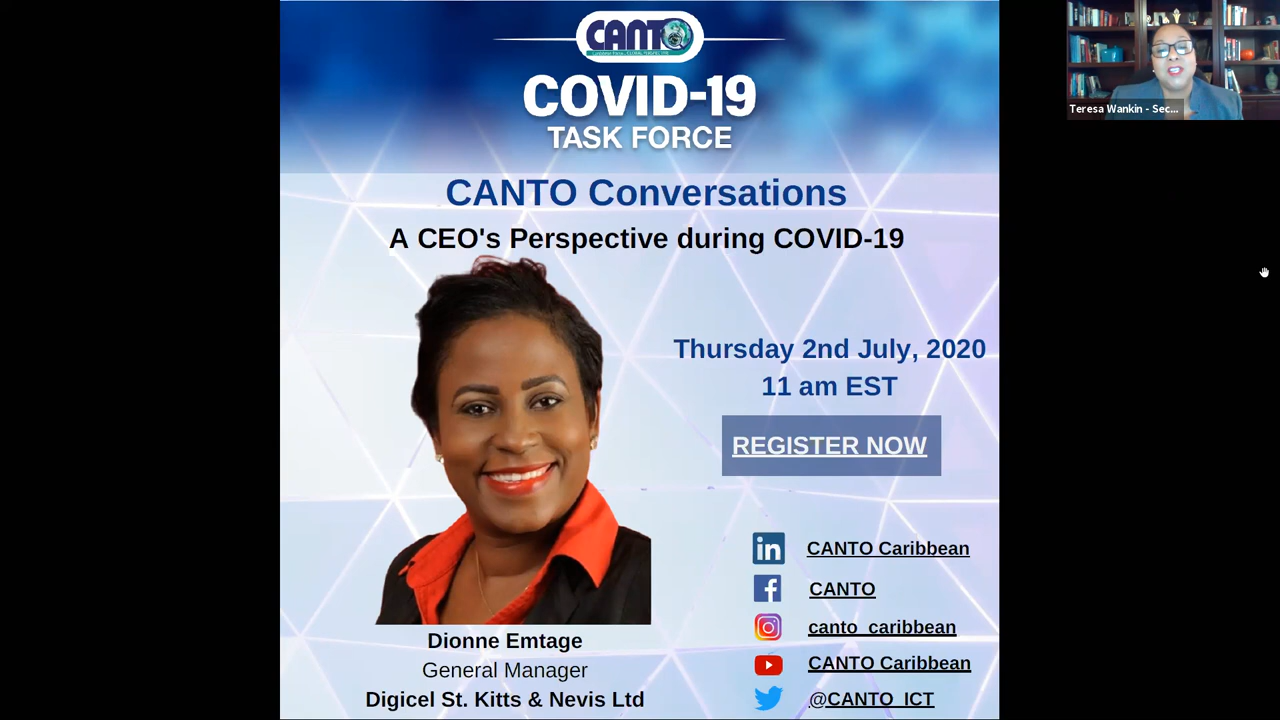 CANTO
COVID-19
TASK FORCE
CANTO Conversations
A CEO's Perspective during COVID-19
Thursday 2nd July, 2020
11 am EST
REGISTER NOW
in CANTO Caribbean
f CANTO
canto_caribbean
CANTO Caribbean
@CANTO_ICT
Dionne Emtage
General Manager
Digicel St. Kitts & Nevis Ltd
Teresa Wankin - Sec...